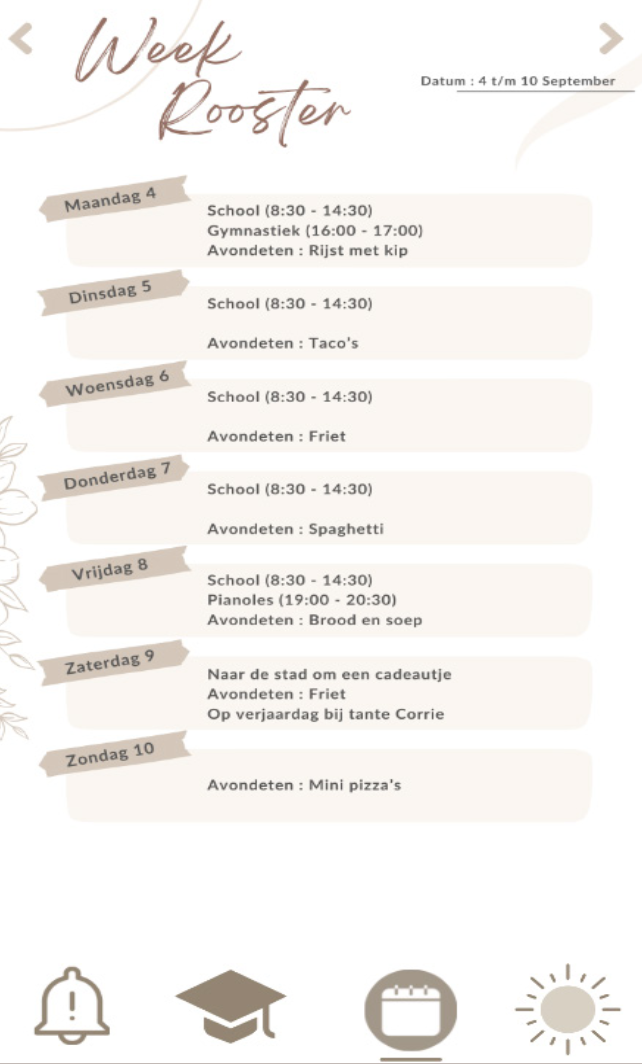 Week
Rooster
Datum : 4 t/m 10 September
Maandag 4
School (8:30 - 14:30)
Gymnastiek (16:00 - 17:00)
Avondeten : Rijst met kip
Dinsdag 5
School (8:30 - 14:30)
Avondeten : Taco's
Woensdag 6
School (8:30 - 14:30)
Avondeten : Friet
Donderdag 7
School (8:30 - 14:30)
Avondeten : Spaghetti
Vrijdag 8
School (8:30 - 14:30)
Pianoles (19:00 - 20:30)
Avondeten : Brood en soep
Zaterdag 9
Naar de stad om een cadeautje
Avondeten : Friet
Op verjaardag bij tante Corrie
Zondag 10
Avondeten : Mini pizza's